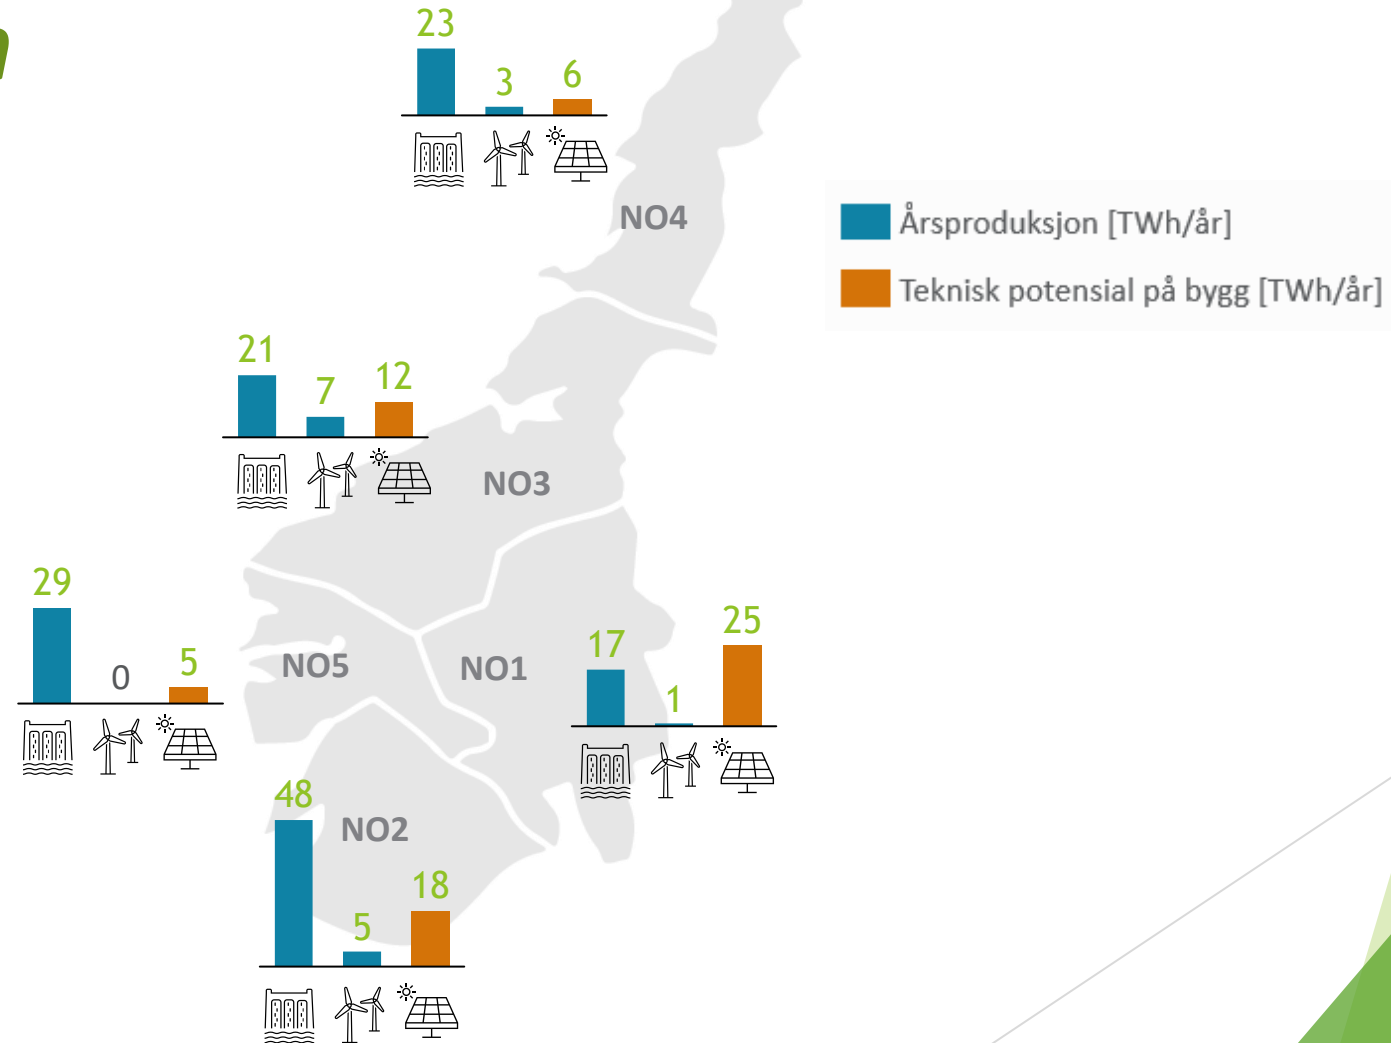 23
3
6
NO4
Årsproduksjon [TWh/år]
Teknisk potensial på bygg [TWh/år]
21
7
12
NO3
29
0
5
NO5
NO1
17
1
25
48
5
18
NO2